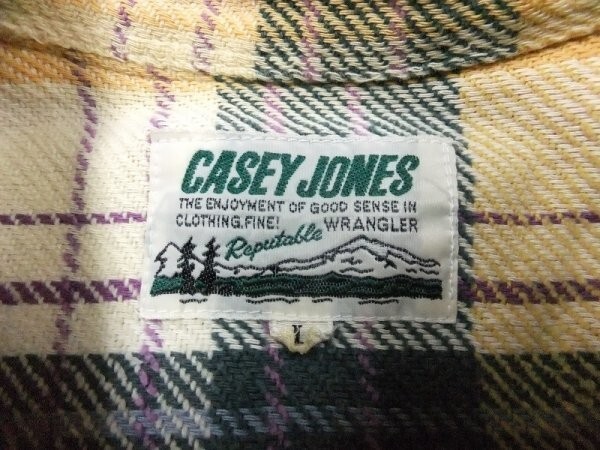 CASEY JONES
THE ENJOYMENT OF GOOD SENSE IN
CLOTHING.FINE! WRANGLER
Reputable
L